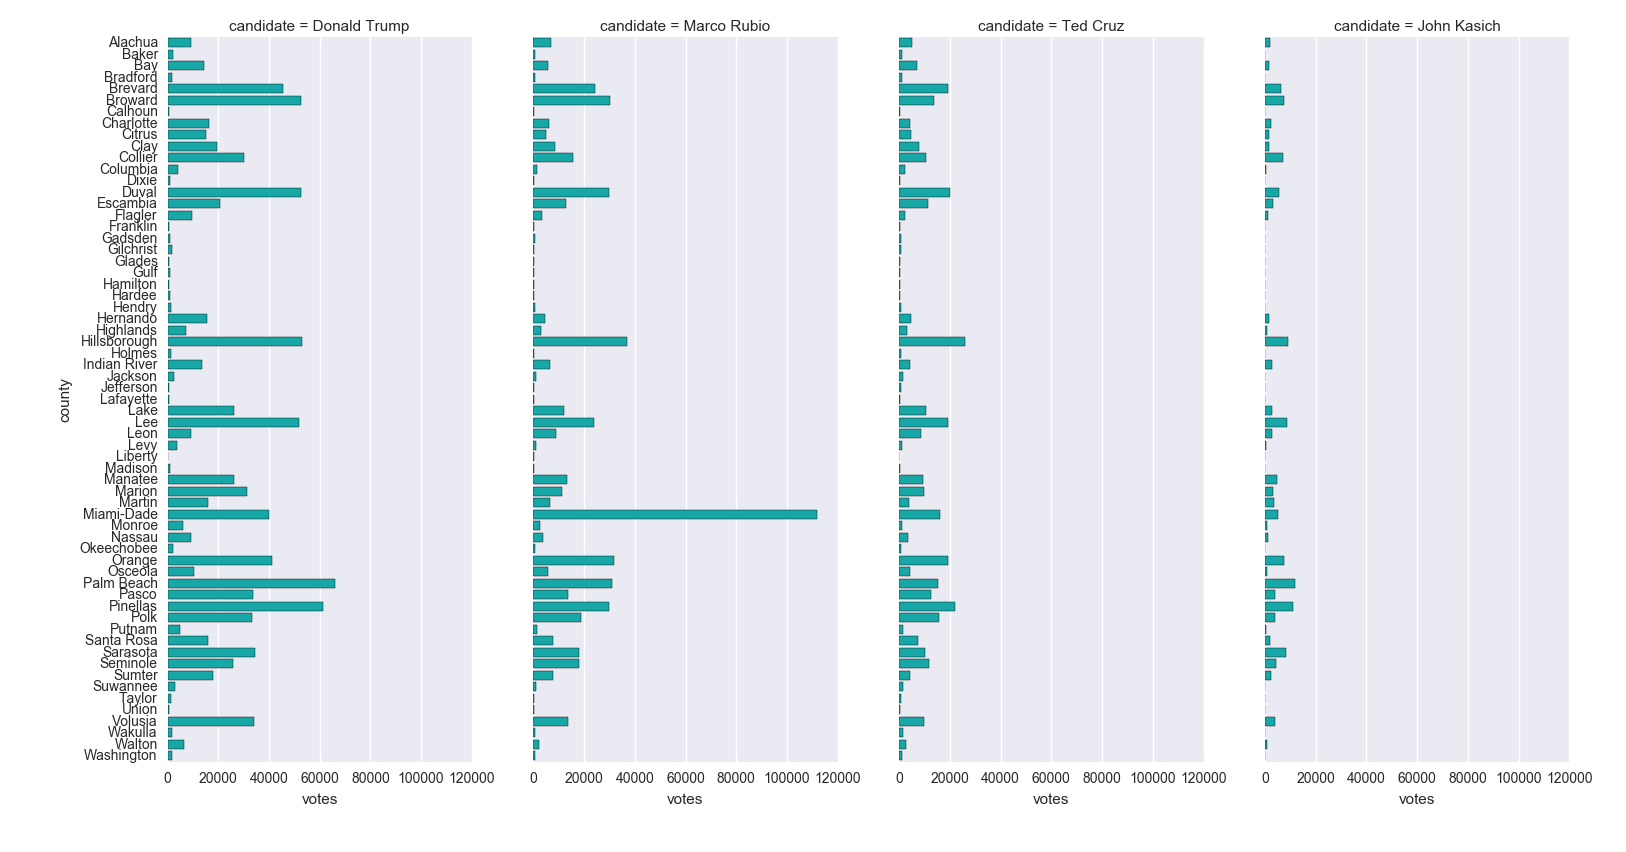 candidate = Donald Trump
candidate = Marco Rubio
candidate = Ted Cruz
candidate = John Kasich
county
Alachua
Baker
Bay
Bradford
Brevard
Broward
Calhoun
Charlotte
Citrus
Clay
Collier
Columbia
Dixie
Duval
Escambia
Flagler
Franklin
Gadsden
Gilchrist
Glades
Gulf
Hamilton
Hardee
Hendry
Hernando
Highlands
Hillsborough
Holmes
Indian River
Jackson
Jefferson
Lafayette
Lake
Lee
Leon
Levy
Liberty
Madison
Manatee
Marion
Martin
Miami-Dade
Monroe
Nassau
Okeechobee
Orange
Osceola
Palm Beach
Pasco
Pinellas
Polk
Putnam
Santa Rosa
Sarasota
Seminole
Sumter
Suwannee
Taylor
Union
Volusia
Wakulla
Walton
Washington
0 20000 40000 60000 80000 100000 120000
0 20000 40000 60000 80000 100000 120000
0 20000 40000 60000 80000 100000 120000
0 20000 40000 60000 80000 100000 120000
votes
votes
votes
votes